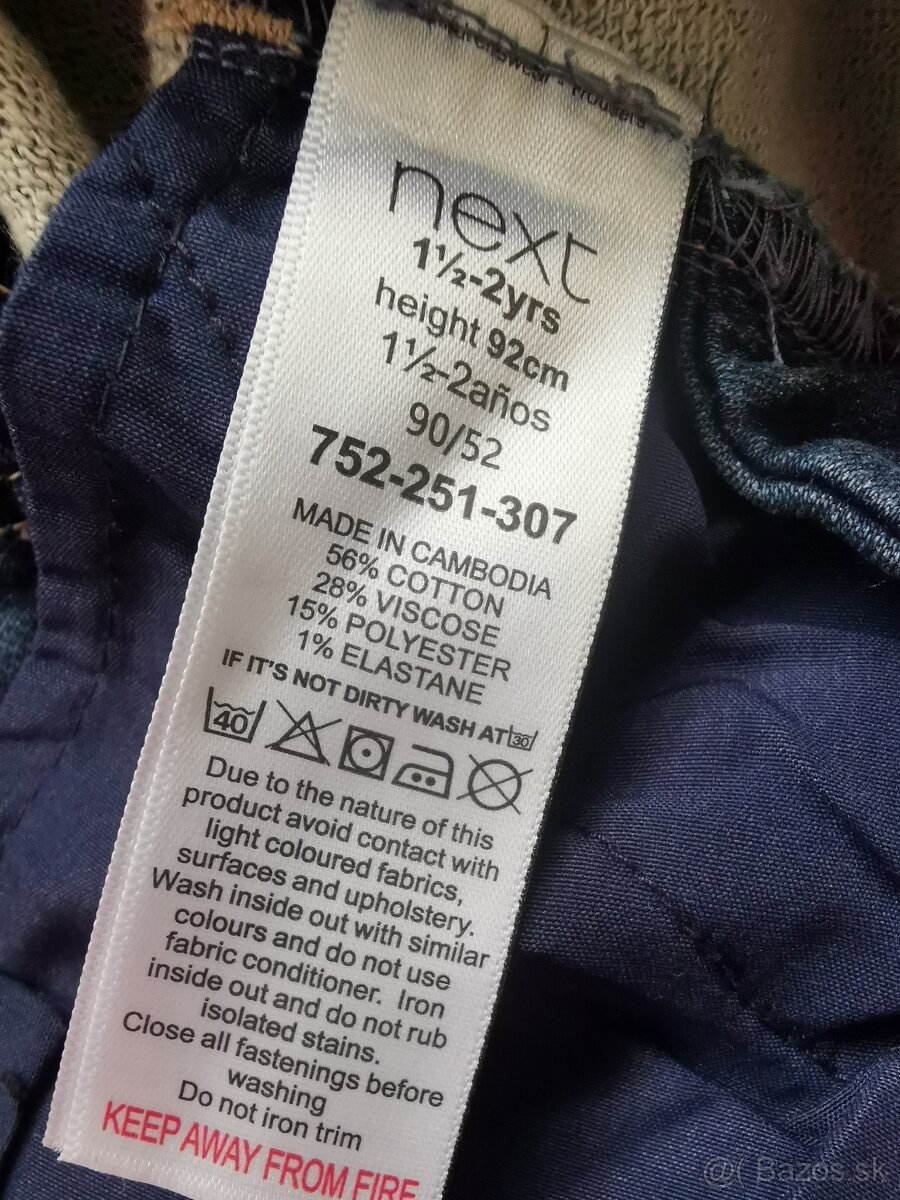 Trousers
next
1½-2yrs
height 92cm
1½-2años
90/52
752-251-307
MADE IN CAMBODIA
56% COTTON
28% VISCOSE
15% POLYESTER
1% ELASTANE
IF IT'S NOT DIRTY WASH AT 30
40
Due to the nature of this
product avoid contact with
light coloured fabrics,
surfaces and upholstery.
Wash inside out with similar
colours and do not use
fabric conditioner. Iron
inside out and do not rub
isolated stains.
Close all fastenings before
washing
Do not iron trim
KEEP AWAY FROM FIRE
@ Bazos.sk